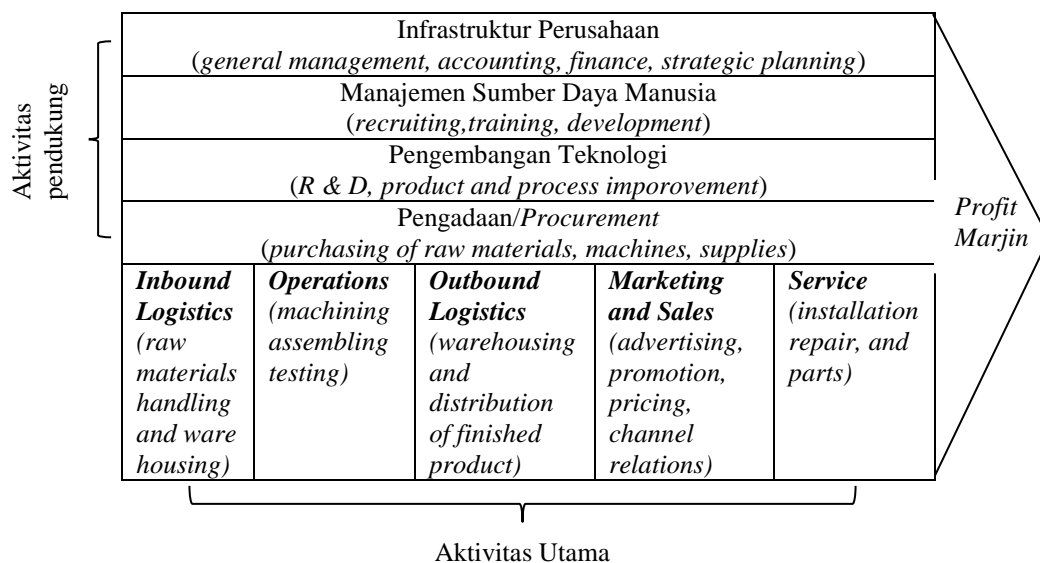 Aktivitas
pendukung
Infrastruktur Perusahaan
(general management, accounting, finance, strategic planning)
Manajemen Sumber Daya Manusia
(recruiting,training, development)
Pengembangan Teknologi
(R & D, product and process imporovement)
Pengadaan/Procurement
(purchasing of raw materials, machines, supplies)
Profit
Marjin
Inbound
Logistics
(raw
materials
handling
and ware
housing)
Operations
(machining
assembling
testing)
Outbound
Logistics
(warehousing
and
distribution
of finished
product)
Marketing
and Sales
(advertising,
promotion,
pricing,
channel
relations)
Service
(installation
repair, and
parts)
Aktivitas Utama